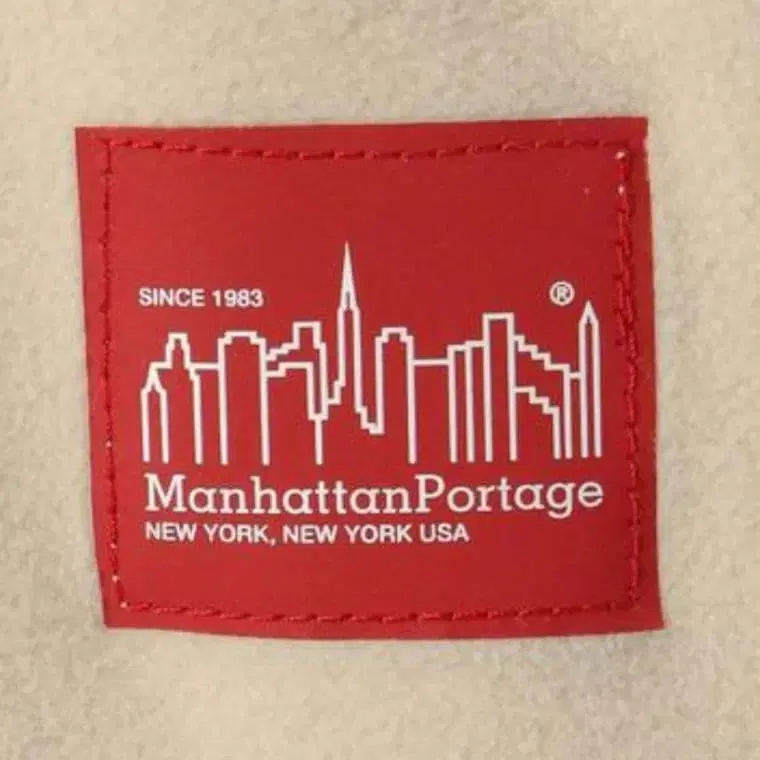 SINCE 1983 ®
ManhattanPortage
NEW YORK, NEW YORK USA